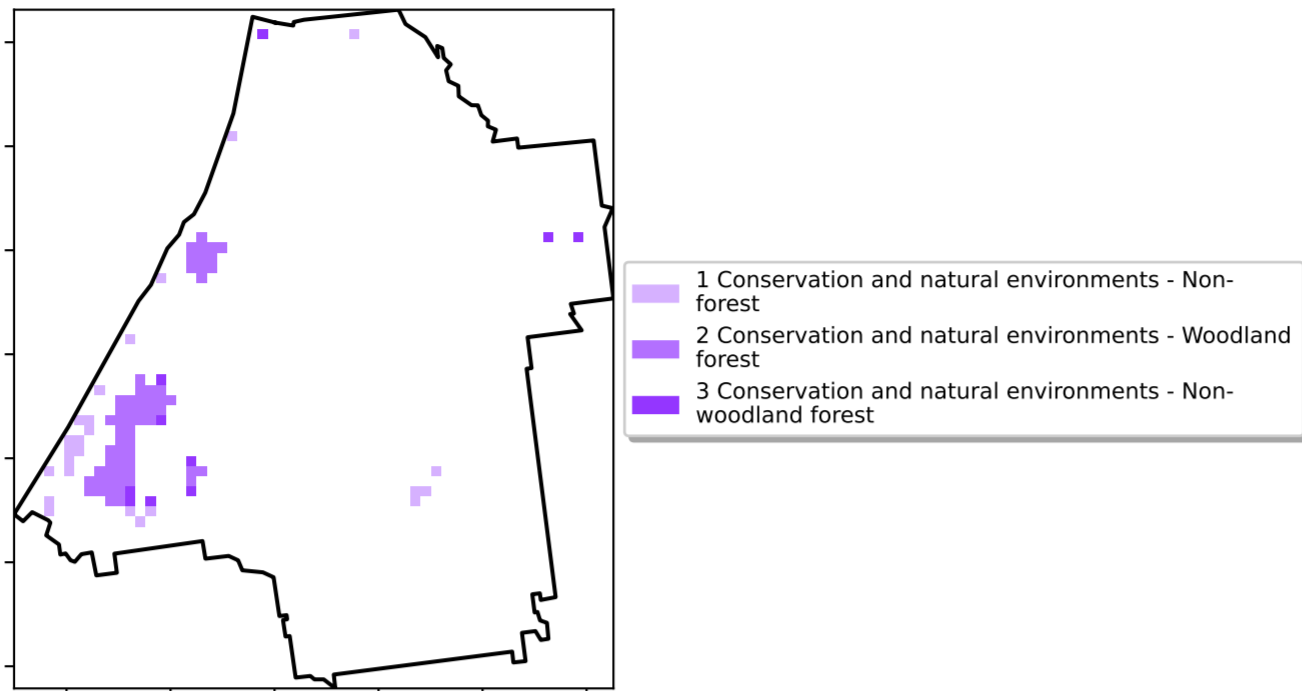 1 Conservation and natural environments - Non-
forest
2 Conservation and natural environments - Woodland
forest
3 Conservation and natural environments - Non-
woodland forest